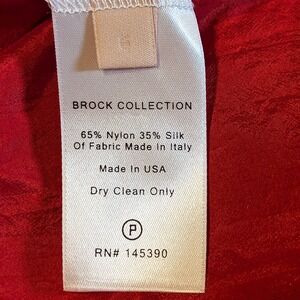 6
BROCK COLLECTION
65% Nylon 35% Silk
Of Fabric Made In Italy
Made in USA
Dry Clean Only
P
RN# 145390